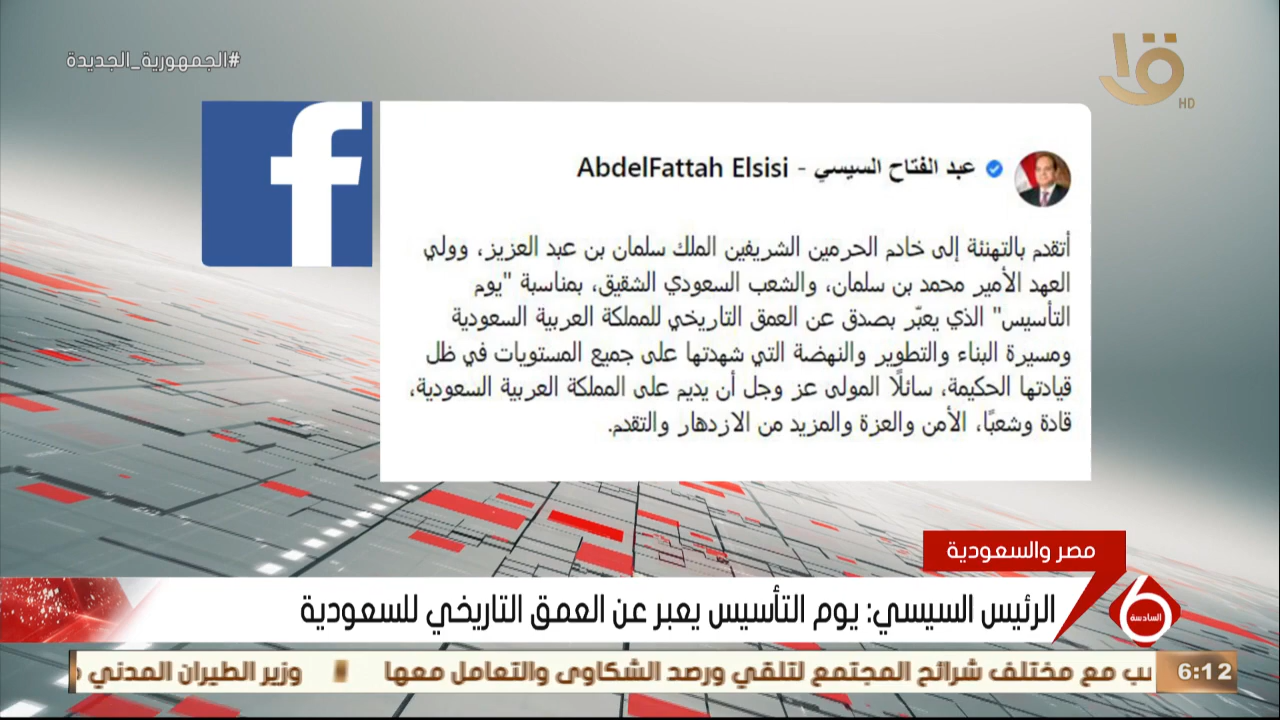 #الجمهورية_الجديدة
HD
عبد الفتاح السيسي - AbdelFattah Elsisi
أتقدم بالتهنئة إلى خادم الحرمين الشريفين الملك سلمان بن عبد العزيز، وولي
العهد الأمير محمد بن سلمان، والشعب السعودي الشقيق، بمناسبة "يوم
التأسيس" الذي يعبّر بصدق عن العمق التاريخي للمملكة العربية السعودية
ومسيرة البناء والتطوير والنهضة التي شهدتها على جميع المستويات في ظل
قيادتها الحكيمة، سائلًا المولى عز وجل أن يديم على المملكة العربية السعودية،
قادة وشعبًا، الأمن والعزة والمزيد من الازدهار والتقدم.
مصر والسعودية
الرئيس السيسي: يوم التأسيس يعبر عن العمق التاريخي للسعودية
6 السادسة
6:12
مع مختلف شرائح المجتمع لتلقي ورصد الشكاوى والتعامل معها وزير الطيران المدني